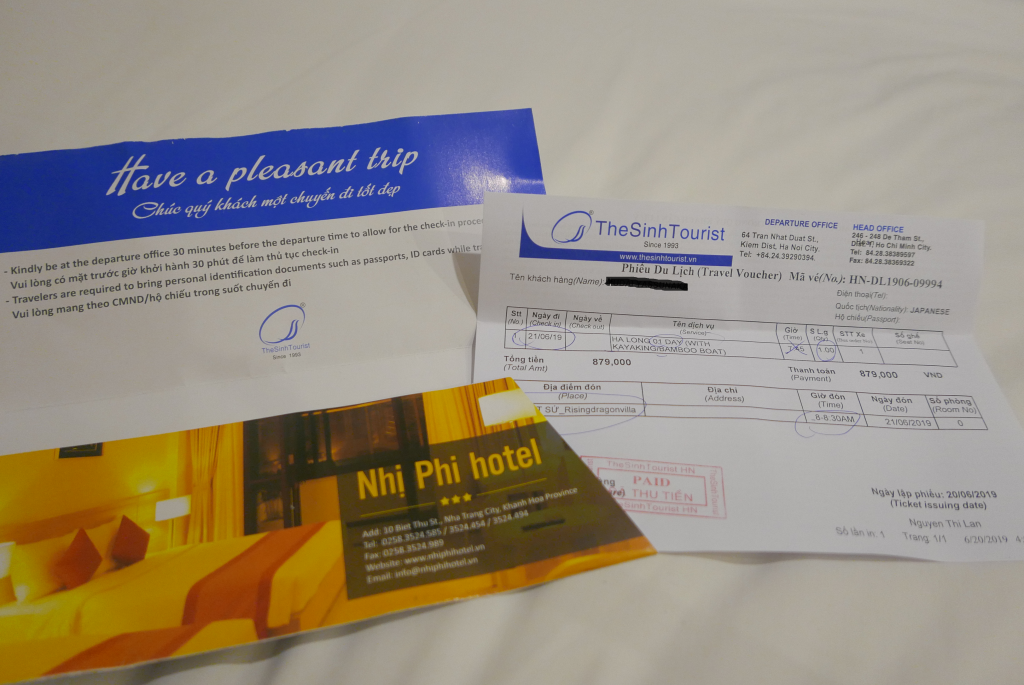 Have a pleasant trip
Chúc quý khách một chuyến đi tốt đẹp
- Kindly be at the departure office 30 minutes before the departure time to allow for the check-in
Vui lòng có mặt trước giờ khởi hành 30 phút để làm thủ tục check-in
- Travelers are required to bring personal identification documents such as passports, ID cards while
Vui lòng mang theo CMND/hộ chiếu trong suốt chuyến đi
TheSinhTourist
Since 1993
Nhị Phi hotel
Add: 30 Biet Thu St., Nha Trang City, Khanh Hoa Province
Tel: 0258.3524.585 / 3524.454 / 3524.494
Fax: 0258.3524.989
Website: www.nhiphihotel.vn
Email: info@nhiphihotel.vn
TheSinhTourist
Since 1993
www.thesinhtourist.vn
DEPARTURE OFFICE
64 Tran Nhat Duat St.,
Kiem Dist, Ha Noi City.
Tel: +84.24.39290394.
HEAD OFFICE
246 - 248 De Tham St.,
Dist.1, Ho Chi Minh City.
Tel: 84.28.38389597
Fax: 84.28.38369322
Phiếu Du Lịch (Travel Voucher) Mã vé(No.): HN-DL1906-09994
Tên khách hàng(Name):
Điện thoại(Tel):
Quốc tịch(Nationality): JAPANESE
Hộ chiếu(Passport):
Stt Ngày đi Ngày về Tên dịch vụ Giờ S.Lg STT Xe Số ghế
(No.) (Check in) (Check out) (Service) (Time) (Qty) (Seat No)
1 21/06/19 HA LONG 01 DAY (WITH KAYAKING/BAMBOO BOAT) 1.00 1
Tổng tiền 879,000 Thanh toán 879,000 VND
(Total Amt) (Payment)
Địa điểm đón Địa chỉ Giờ đón Ngày đón Số phòng
(Place) (Address) (Time) (Date) (Room No)
T SỨ_Risingdragonvilla 8-8:30AM 21/06/2019 0
TheSinhTourist HN
PAID
THU TIỀN
TheSinhTourist HN
Ngày lập phiếu: 20/06/2019
(Ticket issuing date)
Nguyen Thi Lan
Số lần in: 1 Trang 1/1 6/20/2019